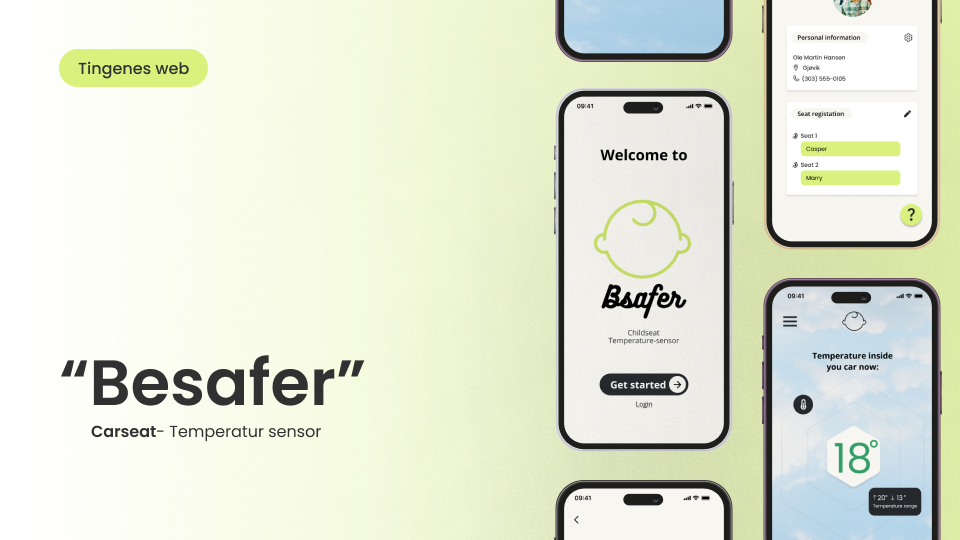 Tingenes web
“Besafer”
Carseat- Temperatur sensor
09:41
Welcome to
Bsafer
Childseat
Temperature-sensor
Get started
Login
09:41
Personal information
Ole Martin Hansen
Gjøvik
(303) 555-0105
Seat registation
Seat 1
Casper
Seat 2
Marry
?
09:41
Temperature inside
you car now:
18°
↑ 20° ↓ 13°
Temperature range